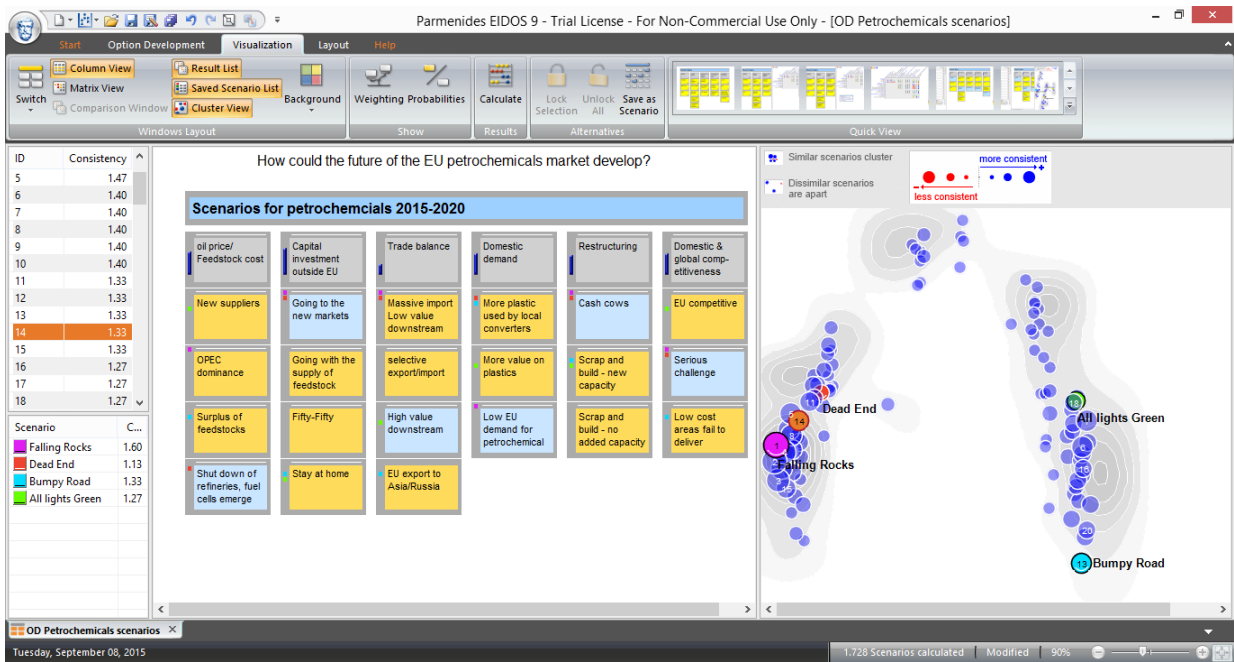 Parmenides EIDOS 9 - Trial License - For Non-Commercial Use Only - [OD Petrochemicals scenarios]
Start Option Development Visualization Layout Help
Switch
Column View
Matrix View
Comparison Window
Result List
Saved Scenario List
Cluster View
Background
Windows Layout
Weighting Probabilities
Show
Calculate
Results
Lock Selection
Unlock All
Save as Scenario
Alternatives
Quick View
ID Consistency
5 1.47
6 1.40
7 1.40
8 1.40
9 1.40
10 1.40
11 1.33
12 1.33
13 1.33
14 1.33
15 1.33
16 1.27
17 1.27
18 1.27
Scenario C...
Falling Rocks 1.60
Dead End 1.13
Bumpy Road 1.33
All lights Green 1.27
How could the future of the EU petrochemicals market develop?
Scenarios for petrochemcials 2015-2020
oil price/
Feedstock cost
Capital
investment
outside EU
Trade balance
Domestic
demand
Restructuring
Domestic &
global comp-
etitiveness
New suppliers
Going to the
new markets
Massive import
Low value
downstream
More plastic
used by local
converters
Cash cows
EU competitive
OPEC
dominance
Going with the
supply of
feedstock
selective
export/import
More value on
plastics
Scrap and
build - new
capacity
Serious
challenge
Surplus of
feedstocks
Fifty-Fifty
High value
downstream
Low EU
demand for
petrochemical
Scrap and
build - no
added capacity
Low cost
areas fail to
deliver
Shut down of
refineries, fuel
cells emerge
Stay at home
EU export to
Asia/Russia
Similar scenarios cluster
Dissimilar scenarios
are apart
more consistent
less consistent
11
Dead End
14
8
1
Falling Rocks
3
15
18
All lights Green
6
16
20
13
Bumpy Road
OD Petrochemicals scenarios
Tuesday, September 08, 2015
1.728 Scenarios calculated Modified 90%